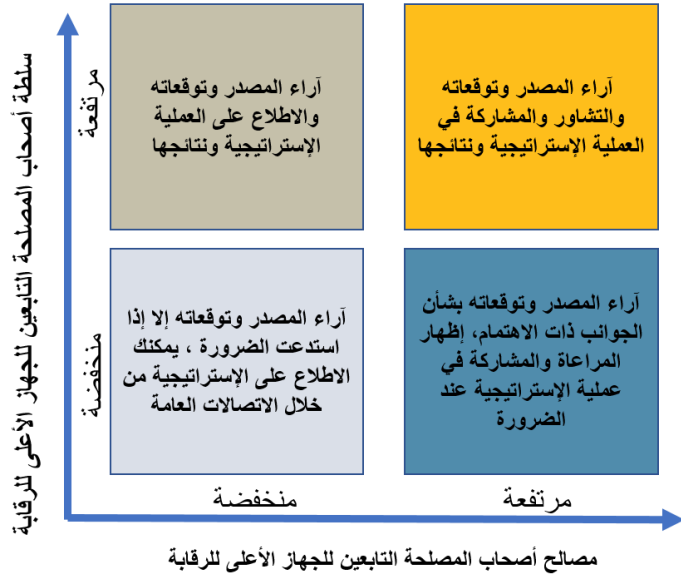 سلطة أصحاب المصلحة التابعين للجهاز الأعلى للرقابة
مرتفعة
آراء المصدر وتوقعاته
والتشاور والمشاركة في
العملية الإستراتيجية ونتائجها
آراء المصدر وتوقعاته
والاطلاع على العملية
الإستراتيجية ونتائجها
منخفضة
آراء المصدر وتوقعاته بشأن
الجوانب ذات الاهتمام، إظهار
المراعاة والمشاركة في
عملية الإستراتيجية عند
الضرورة
آراء المصدر وتوقعاته إلا إذا
استدعت الضرورة ، يمكنك
الاطلاع على الإستراتيجية من
خلال الاتصالات العامة
مرتفعة
منخفضة
مصالح أصحاب المصلحة التابعين للجهاز الأعلى للرقابة